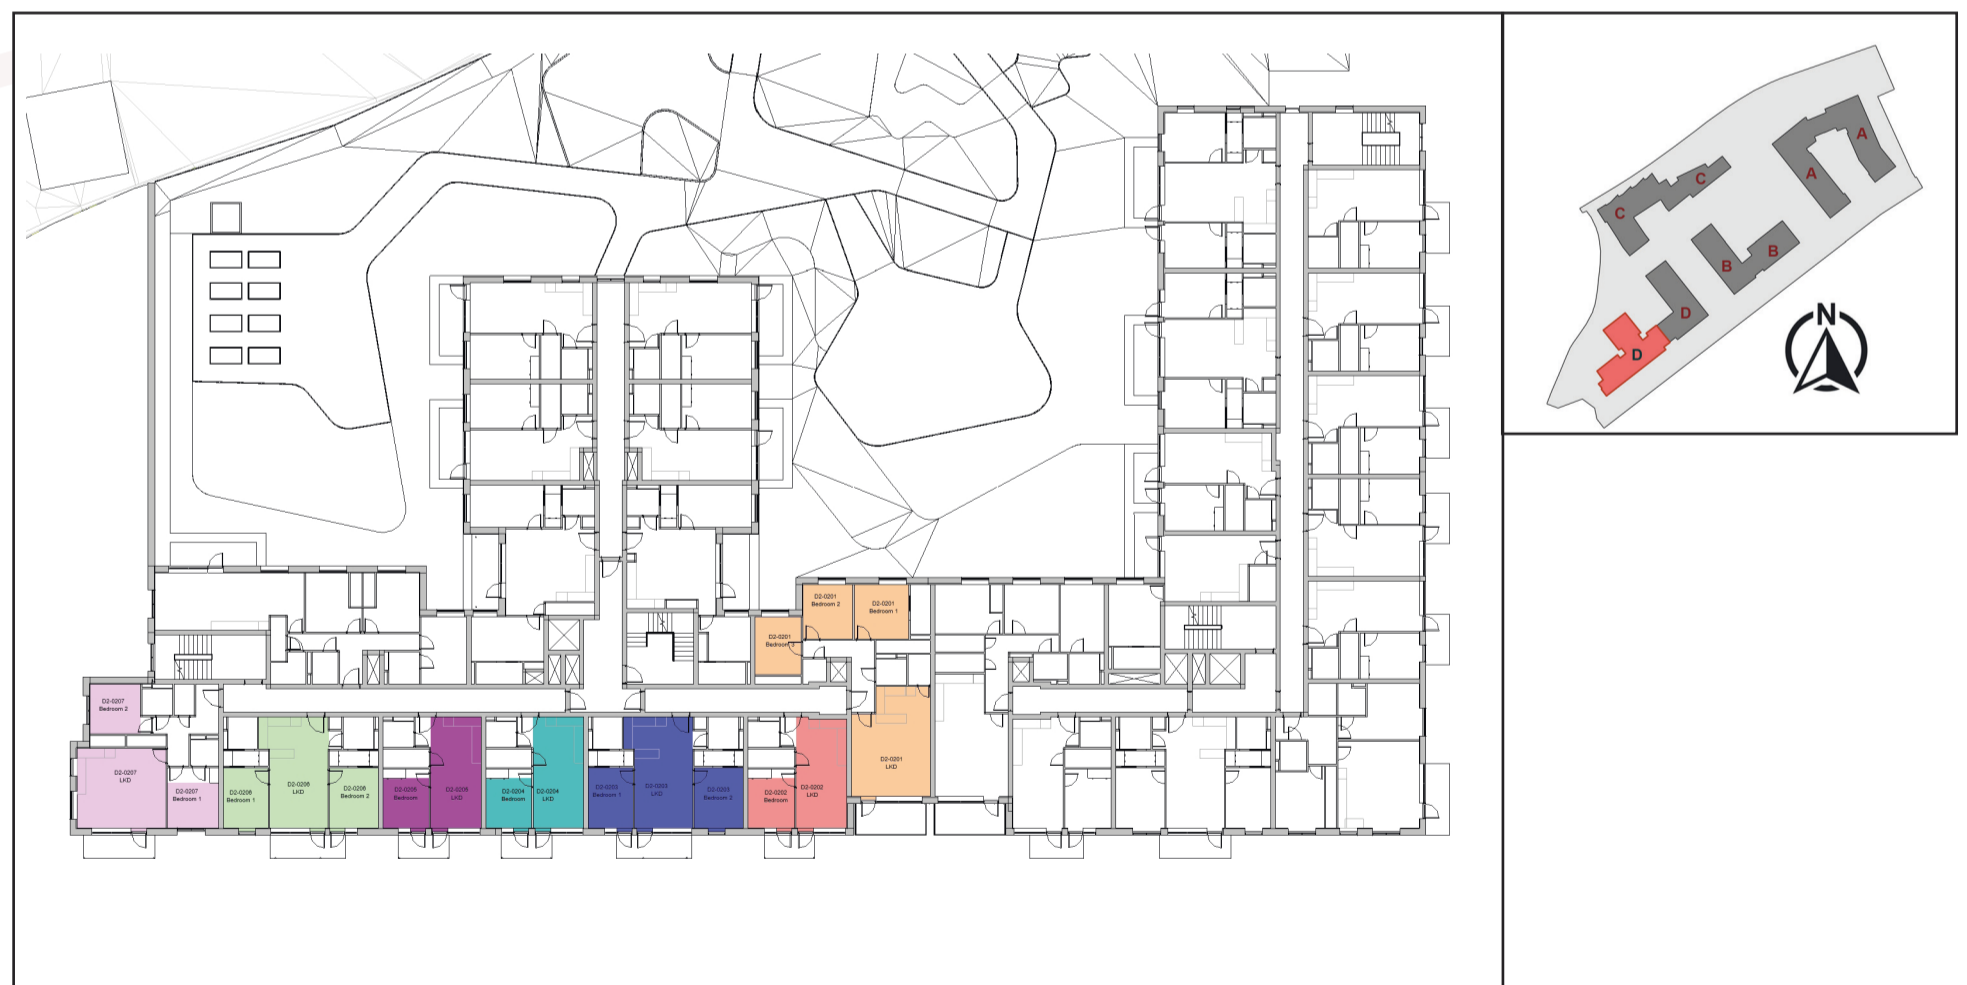 A
A
C
C
B
B
D
D
N
D2-0201
Bedroom 2
D2-0201
Bedroom 1
D2-0201
Bedroom 3
D2-0207
Bedroom 2
D2-0207
LKD
D2-0207
Bedroom 1
D2-0206
Bedroom 1
D2-0206
LKD
D2-0206
Bedroom 2
D2-0205
Bedroom
D2-0205
LKD
D2-0204
Bedroom
D2-0204
LKD
D2-0203
Bedroom 1
D2-0203
LKD
D2-0203
Bedroom 2
D2-0202
Bedroom
D2-0202
LKD
D2-0201
LKD